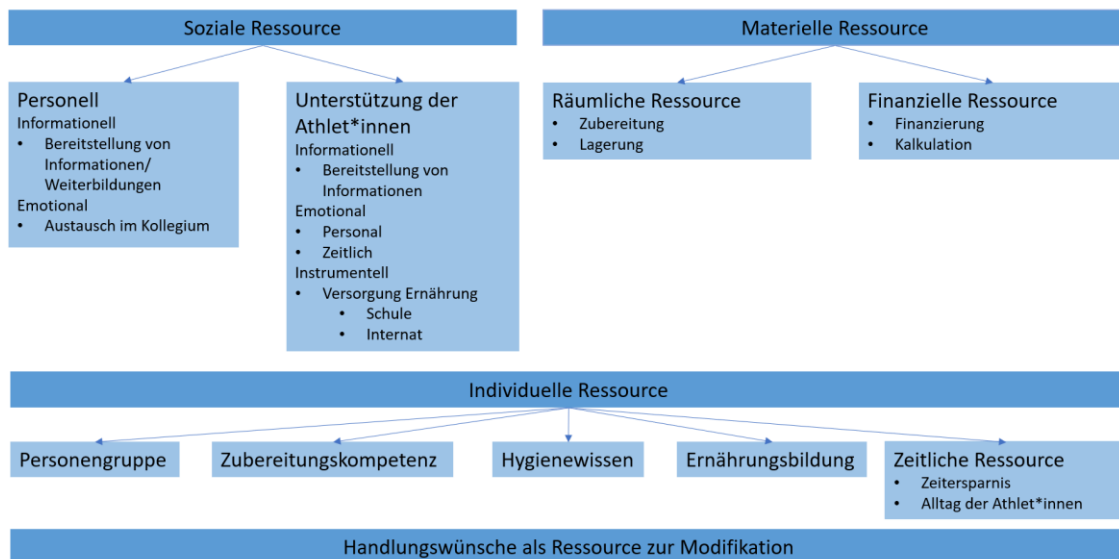 Soziale Ressource
Personell
Informationell
• Bereitstellung von
Informationen/
Weiterbildungen
Emotional
• Austausch im Kollegium
Unterstützung der
Athlet*innen
Informationell
• Bereitstellung von
Informationen
Emotional
• Personal
• Zeitlich
Instrumentell
• Versorgung Ernährung
• Schule
• Internat
Materielle Ressource
Räumliche Ressource
• Zubereitung
• Lagerung
Finanzielle Ressource
• Finanzierung
• Kalkulation
Individuelle Ressource
Personengruppe
Zubereitungskompetenz
Hygienewissen
Ernährungsbildung
Zeitliche Ressource
• Zeitersparnis
• Alltag der Athlet*innen
Handlungswünsche als Ressource zur Modifikation